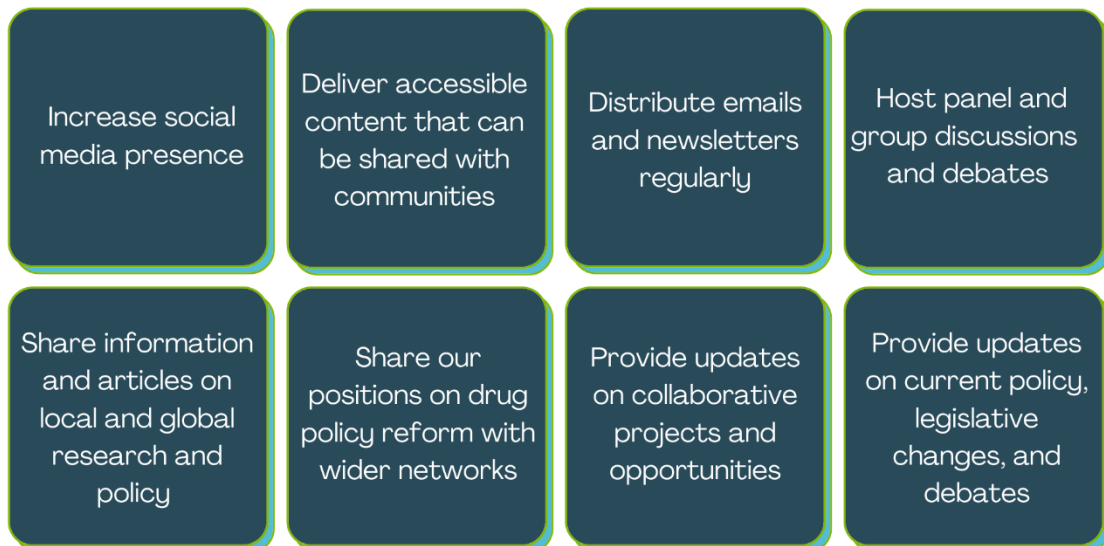 Increase social
media presence
Deliver accessible
content that can
be shared with
communities
Distribute emails
and newsletters
regularly
Host panel and
group discussions
and debates
Share information
and articles on
local and global
research and
policy
Share our
positions on drug
policy reform with
wider networks
Provide updates
on collaborative
projects and
opportunities
Provide updates
on current policy,
legislative
changes, and
debates